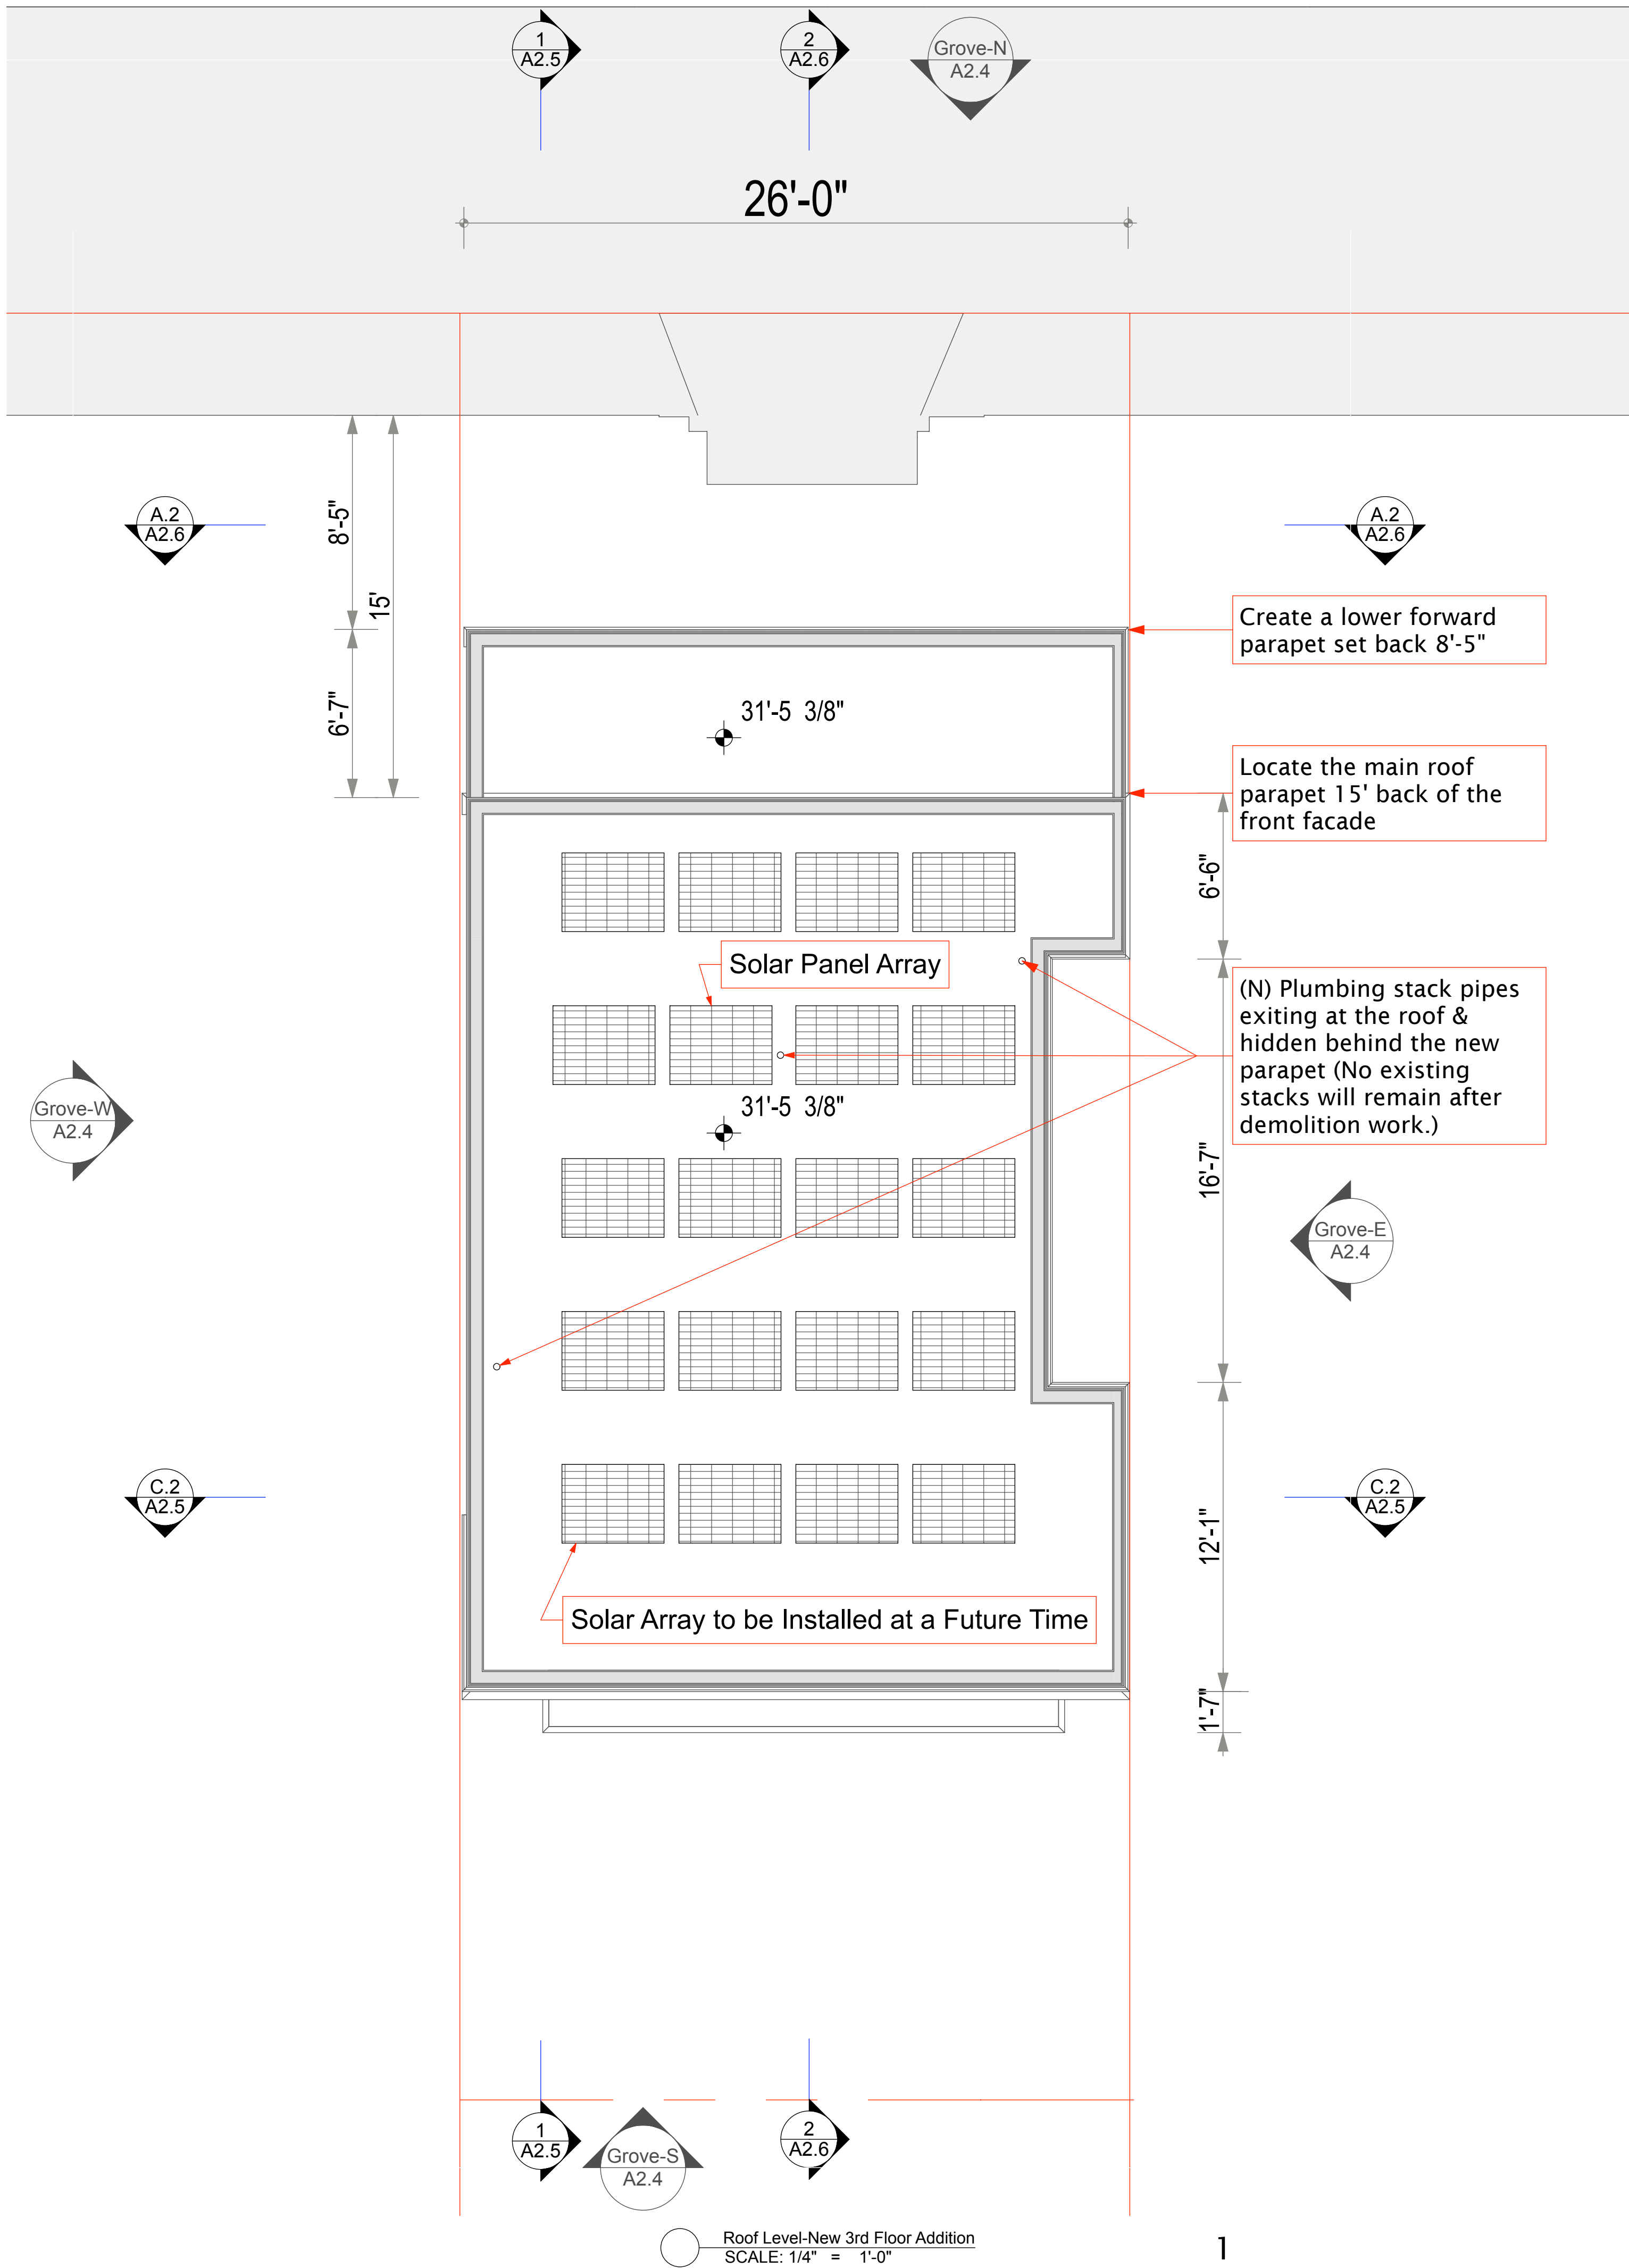 1
A2.5
2
A2.6
Grove-N
A2.4
26'-0"
8'-5"
15'
6'-7"
A.2
A2.6
A.2
A2.6
Create a lower forward
parapet set back 8'-5"
31'-5 3/8"
Locate the main roof
parapet 15' back of the
front facade
6'-6"
Solar Panel Array
(N) Plumbing stack pipes
exiting at the roof &
hidden behind the new
parapet (No existing
stacks will remain after
demolition work.)
31'-5 3/8"
Grove-W
A2.4
16'-7"
Grove-E
A2.4
C.2
A2.5
C.2
A2.5
12'-1"
Solar Array to be Installed at a Future Time
1'-7"
1
A2.5
Grove-S
A2.4
2
A2.6
Roof Level-New 3rd Floor Addition
SCALE: 1/4" = 1'-0"
1